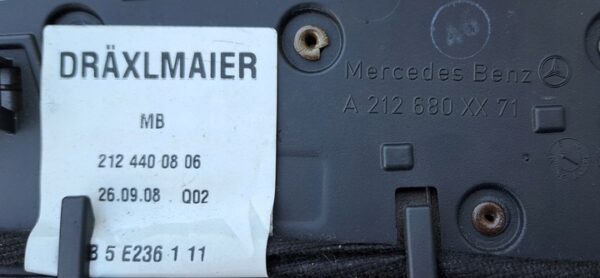 DRÄXLMAIER
MB
212 440 08 06
26.09.08 Q02
B 5 E236 1 11
A0
Mercedes Benz
A 212 680 XX 71